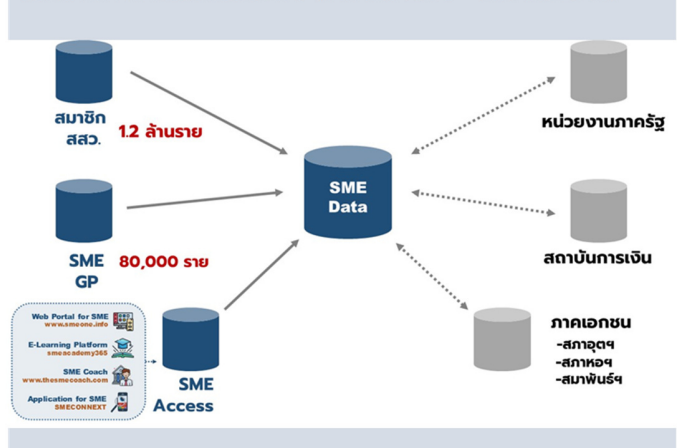 สมาชิก
สสว.
1.2 ล้านราย
SME
GP
80,000 ราย
Web Portal for SME
www.smeone.info
E-Learning Platform
smeacademy365
SME Coach
www.thesmecoach.com
Application for SME
SMECONNEXT
SME
Access
SME
Data
หน่วยงานภาครัฐ
สถาบันการเงิน
ภาคเอกชน
-สภาอุตฯ
-สภาหอฯ
-สมาพันธ์ฯ